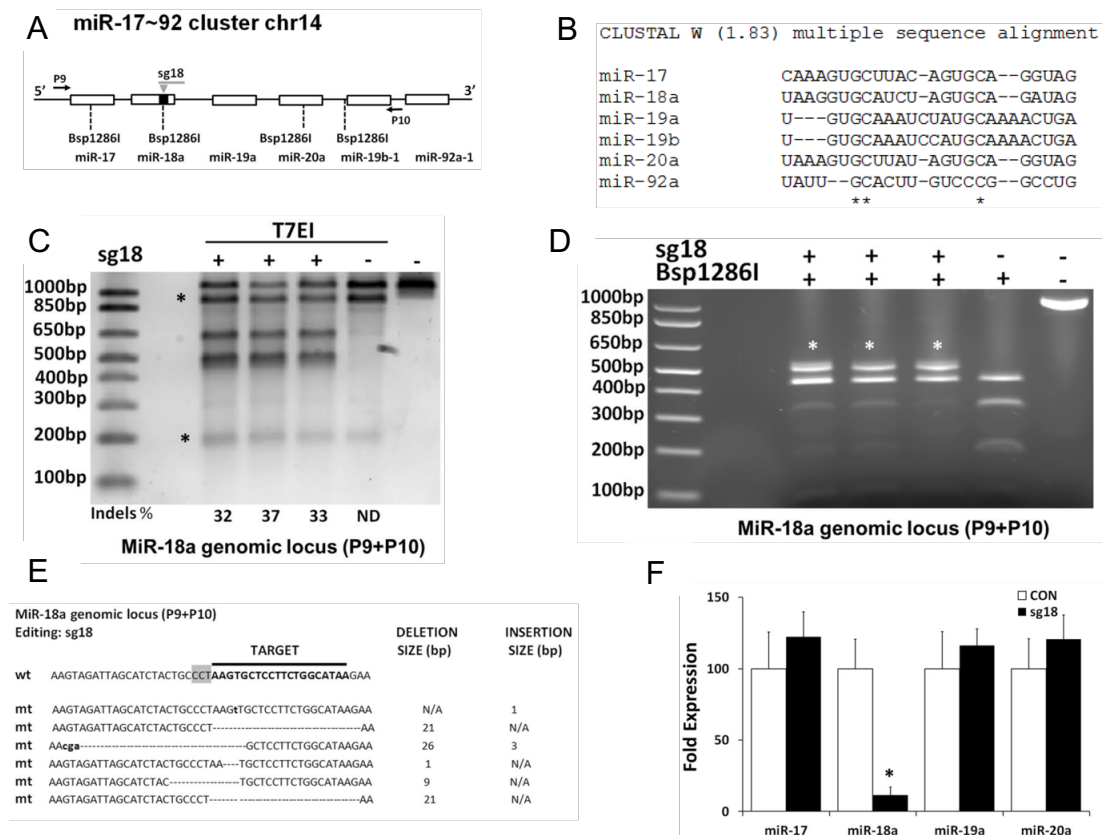 A
miR-17~92 cluster chr14
sg18
P9
5’
3’
P10
Bsp1286I Bsp1286I Bsp1286I Bsp1286I
miR-17 miR-18a miR-19a miR-20a miR-19b-1 miR-92a-1
B
CLUSTAL W (1.83) multiple sequence alignment
miR-17 CAAAGUGCUUAC-AGUGCA--GGUAG
miR-18a UAAGGUGCAUCU-AGUGCA--GAUAG
miR-19a U---GUGCAAAUCUAUGCAAAACUGA
miR-19b U---GUGCAAAUCCAUGCAAAACUGA
miR-20a UAAAGUGCUUAU-AGUGCA--GGUAG
miR-92a UAUU--GCACUU-GUCCCG--GCCUG
** *
C
T7EI
sg18 + + + - -
1000bp
*
850bp
650bp
500bp
400bp
300bp
200bp
*
100bp
Indels % 32 37 33 ND
MiR-18a genomic locus (P9+P10)
D
sg18 + + + - -
Bsp1286I + + + + -
1000bp
850bp
650bp
* * *
500bp
400bp
300bp
200bp
100bp
MiR-18a genomic locus (P9+P10)
E
MiR-18a genomic locus (P9+P10)
Editing: sg18
DELETION SIZE (bp)
INSERTION SIZE (bp)
TARGET
wt AAGTAGATTAGCATCTACTGCCCTAAGTGCTCCTTCTGGCATAAGAA
mt AAGTAGATTAGCATCTACTGCCCTAAGtTGCTCCTTCTGGCATAAGAA N/A 1
mt AAGTAGATTAGCATCTACTGCCCT-------------------------------------AA 21 N/A
mt AAcga-----------------------------------------GCTCCTTCTGGCATAAGAA 26 3
mt AAGTAGATTAGCATCTACTGCCCTAA----TGCTCCTTCTGGCATAAGAA 1 N/A
mt AAGTAGATTAGCATCTAC-----------------TGCTCCTTCTGGCATAAGAA 9 N/A
mt AAGTAGATTAGCATCTACTGCCCT-------------------------------------AA 21 N/A
F
Fold Expression
150
100
50
0
CON
sg18
*
miR-17 miR-18a miR-19a miR-20a